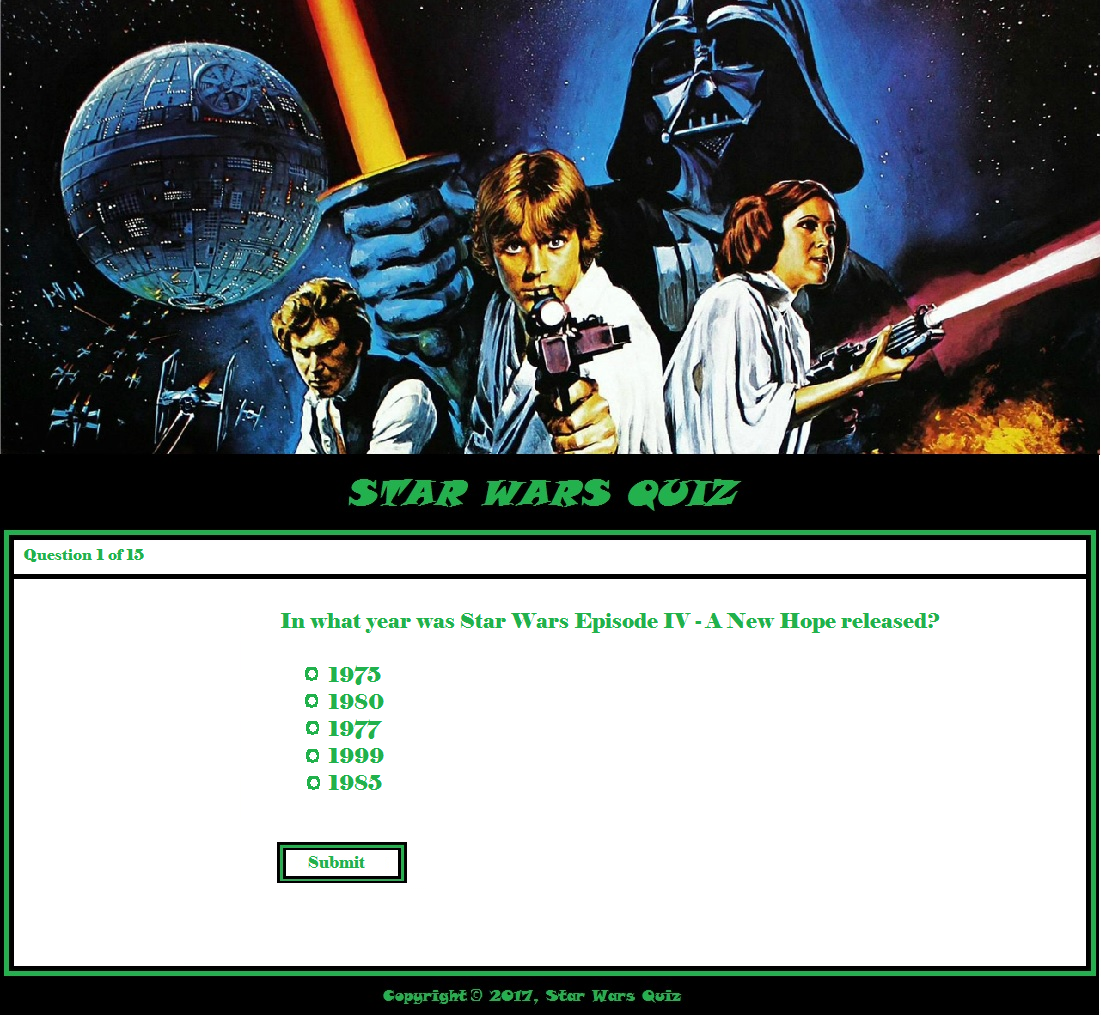 STAR WARS QUIZ
Question 1 of 15
In what year was Star Wars Episode IV - A New Hope released?
1975
1980
1977
1999
1985
Submit
Copyright © 2017, Star Wars Quiz